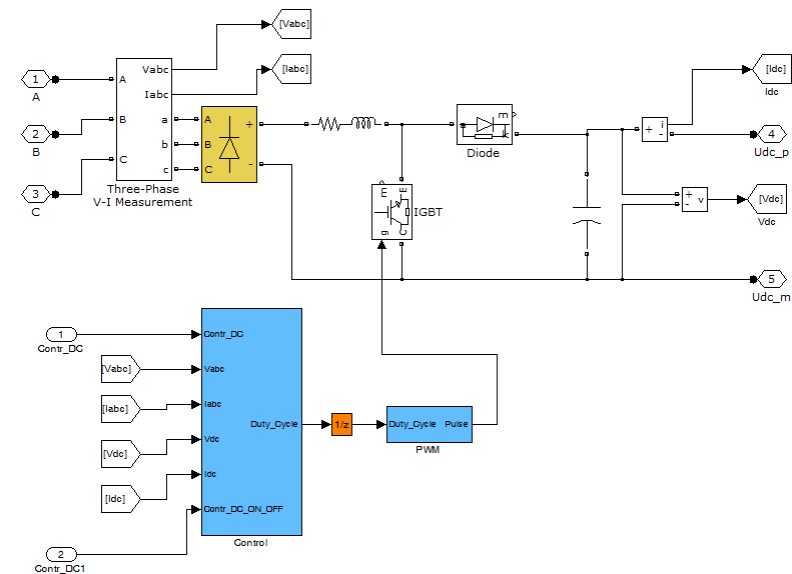 [Vabc]
[Iabc]
1
A
2
B
3
C
A
B
C
Vabc
Iabc
a
b
c
Three-Phase
V-I Measurement
A
B
C
+
-
E
E
g
C
IGBT
m
a
k
Diode
+
i
-
[Idc]
Idc
4
Udc_p
+
-
v
[Vdc]
Vdc
5
Udc_m
1
Contr_DC
[Vabc]
[Iabc]
[Vdc]
[Idc]
2
Contr_DC1
Contr_DC
Vabc
Iabc
Vdc
Idc
Contr_DC_ON_OFF
Duty_Cycle
Control
1/z
Duty_Cycle Pulse
PWM